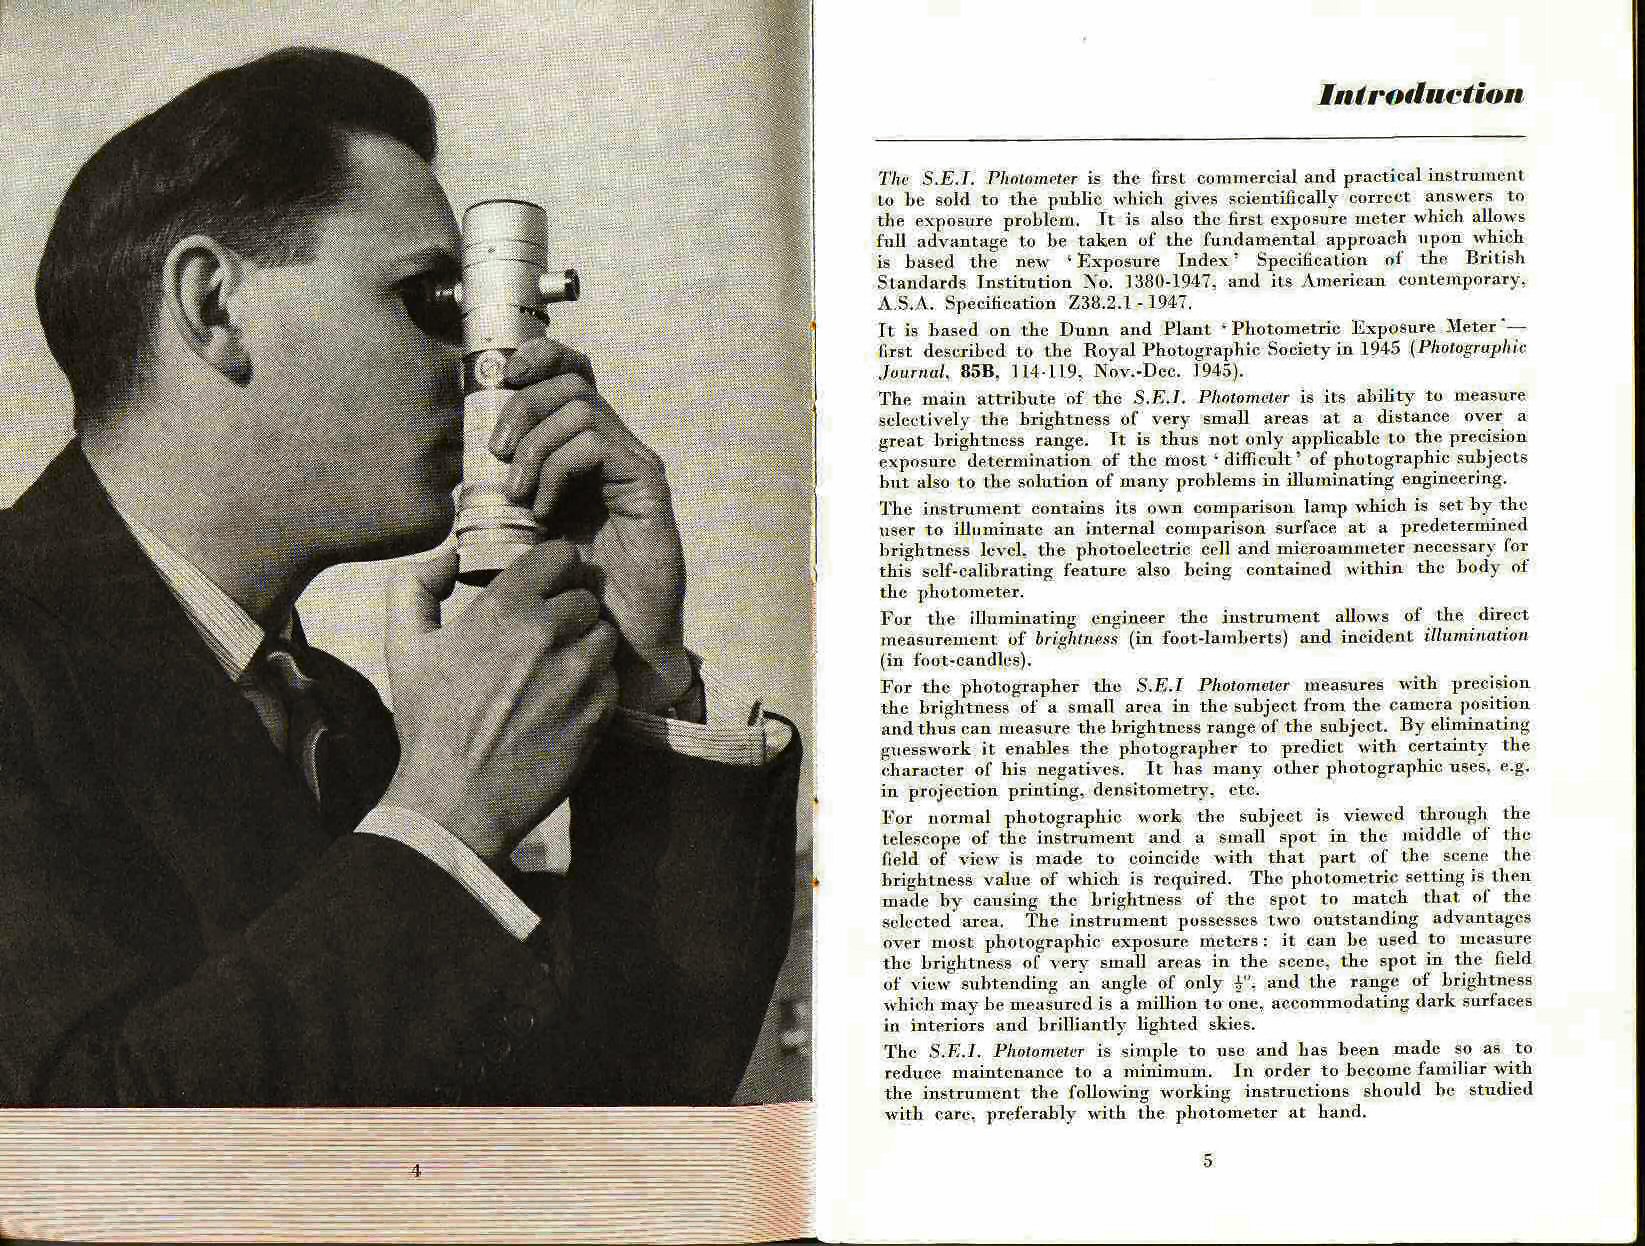 4
Introduction
The S.E.I. Photometer is the first commercial and practical instrument
to be sold to the public which gives scientifically correct answers to
the exposure problem. It is also the first exposure meter which allows
full advantage to be taken of the fundamental approach upon which
is based the new ‘Exposure Index’ Specification of the British
Standards Institution No. 1380-1947, and its American contemporary,
A.S.A. Specification Z38.2.1-1947.
It is based on the Dunn and Plant ‘Photometric Exposure Meter’—
first described to the Royal Photographic Society in 1945 (Photographic
Journal, 85B, 114-119, Nov.-Dec. 1945).
The main attribute of the S.E.I. Photometer is its ability to measure
selectively the brightness of very small areas at a distance over a
great brightness range. It is thus not only applicable to the precision
exposure determination of the most ‘difficult’ of photographic subjects
but also to the solution of many problems in illuminating engineering.
The instrument contains its own comparison lamp which is set by the
user to illuminate an internal comparison surface at a predetermined
brightness level, the photoelectric cell and microammeter necessary for
this self-calibrating feature also being contained within the body of
the photometer.
For the illuminating engineer the instrument allows of the direct
measurement of brightness (in foot-lamberts) and incident illumination
(in foot-candles).
For the photographer the S.E.I Photometer measures with precision
the brightness of a small area in the subject from the camera position
and thus can measure the brightness range of the subject. By eliminating
guesswork it enables the photographer to predict with certainty the
character of his negatives. It has many other photographic uses, e.g.
in projection printing, densitometry, etc.
For normal photographic work the subject is viewed through the
telescope of the instrument and a small spot in the middle of the
field of view is made to coincide with that part of the scene the
brightness value of which is required. The photometric setting is then
made by causing the brightness of the spot to match that of the
selected area. The instrument possesses two outstanding advantages
over most photographic exposure meters: it can be used to measure
the brightness of very small areas in the scene, the spot in the field
of view subtending an angle of only ½°, and the range of brightness
which may be measured is a million to one, accommodating dark surfaces
in interiors and brilliantly lighted skies.
The S.E.I. Photometer is simple to use and has been made so as to
reduce maintenance to a minimum. In order to become familiar with
the instrument the following working instructions should be studied
with care, preferably with the photometer at hand.
5